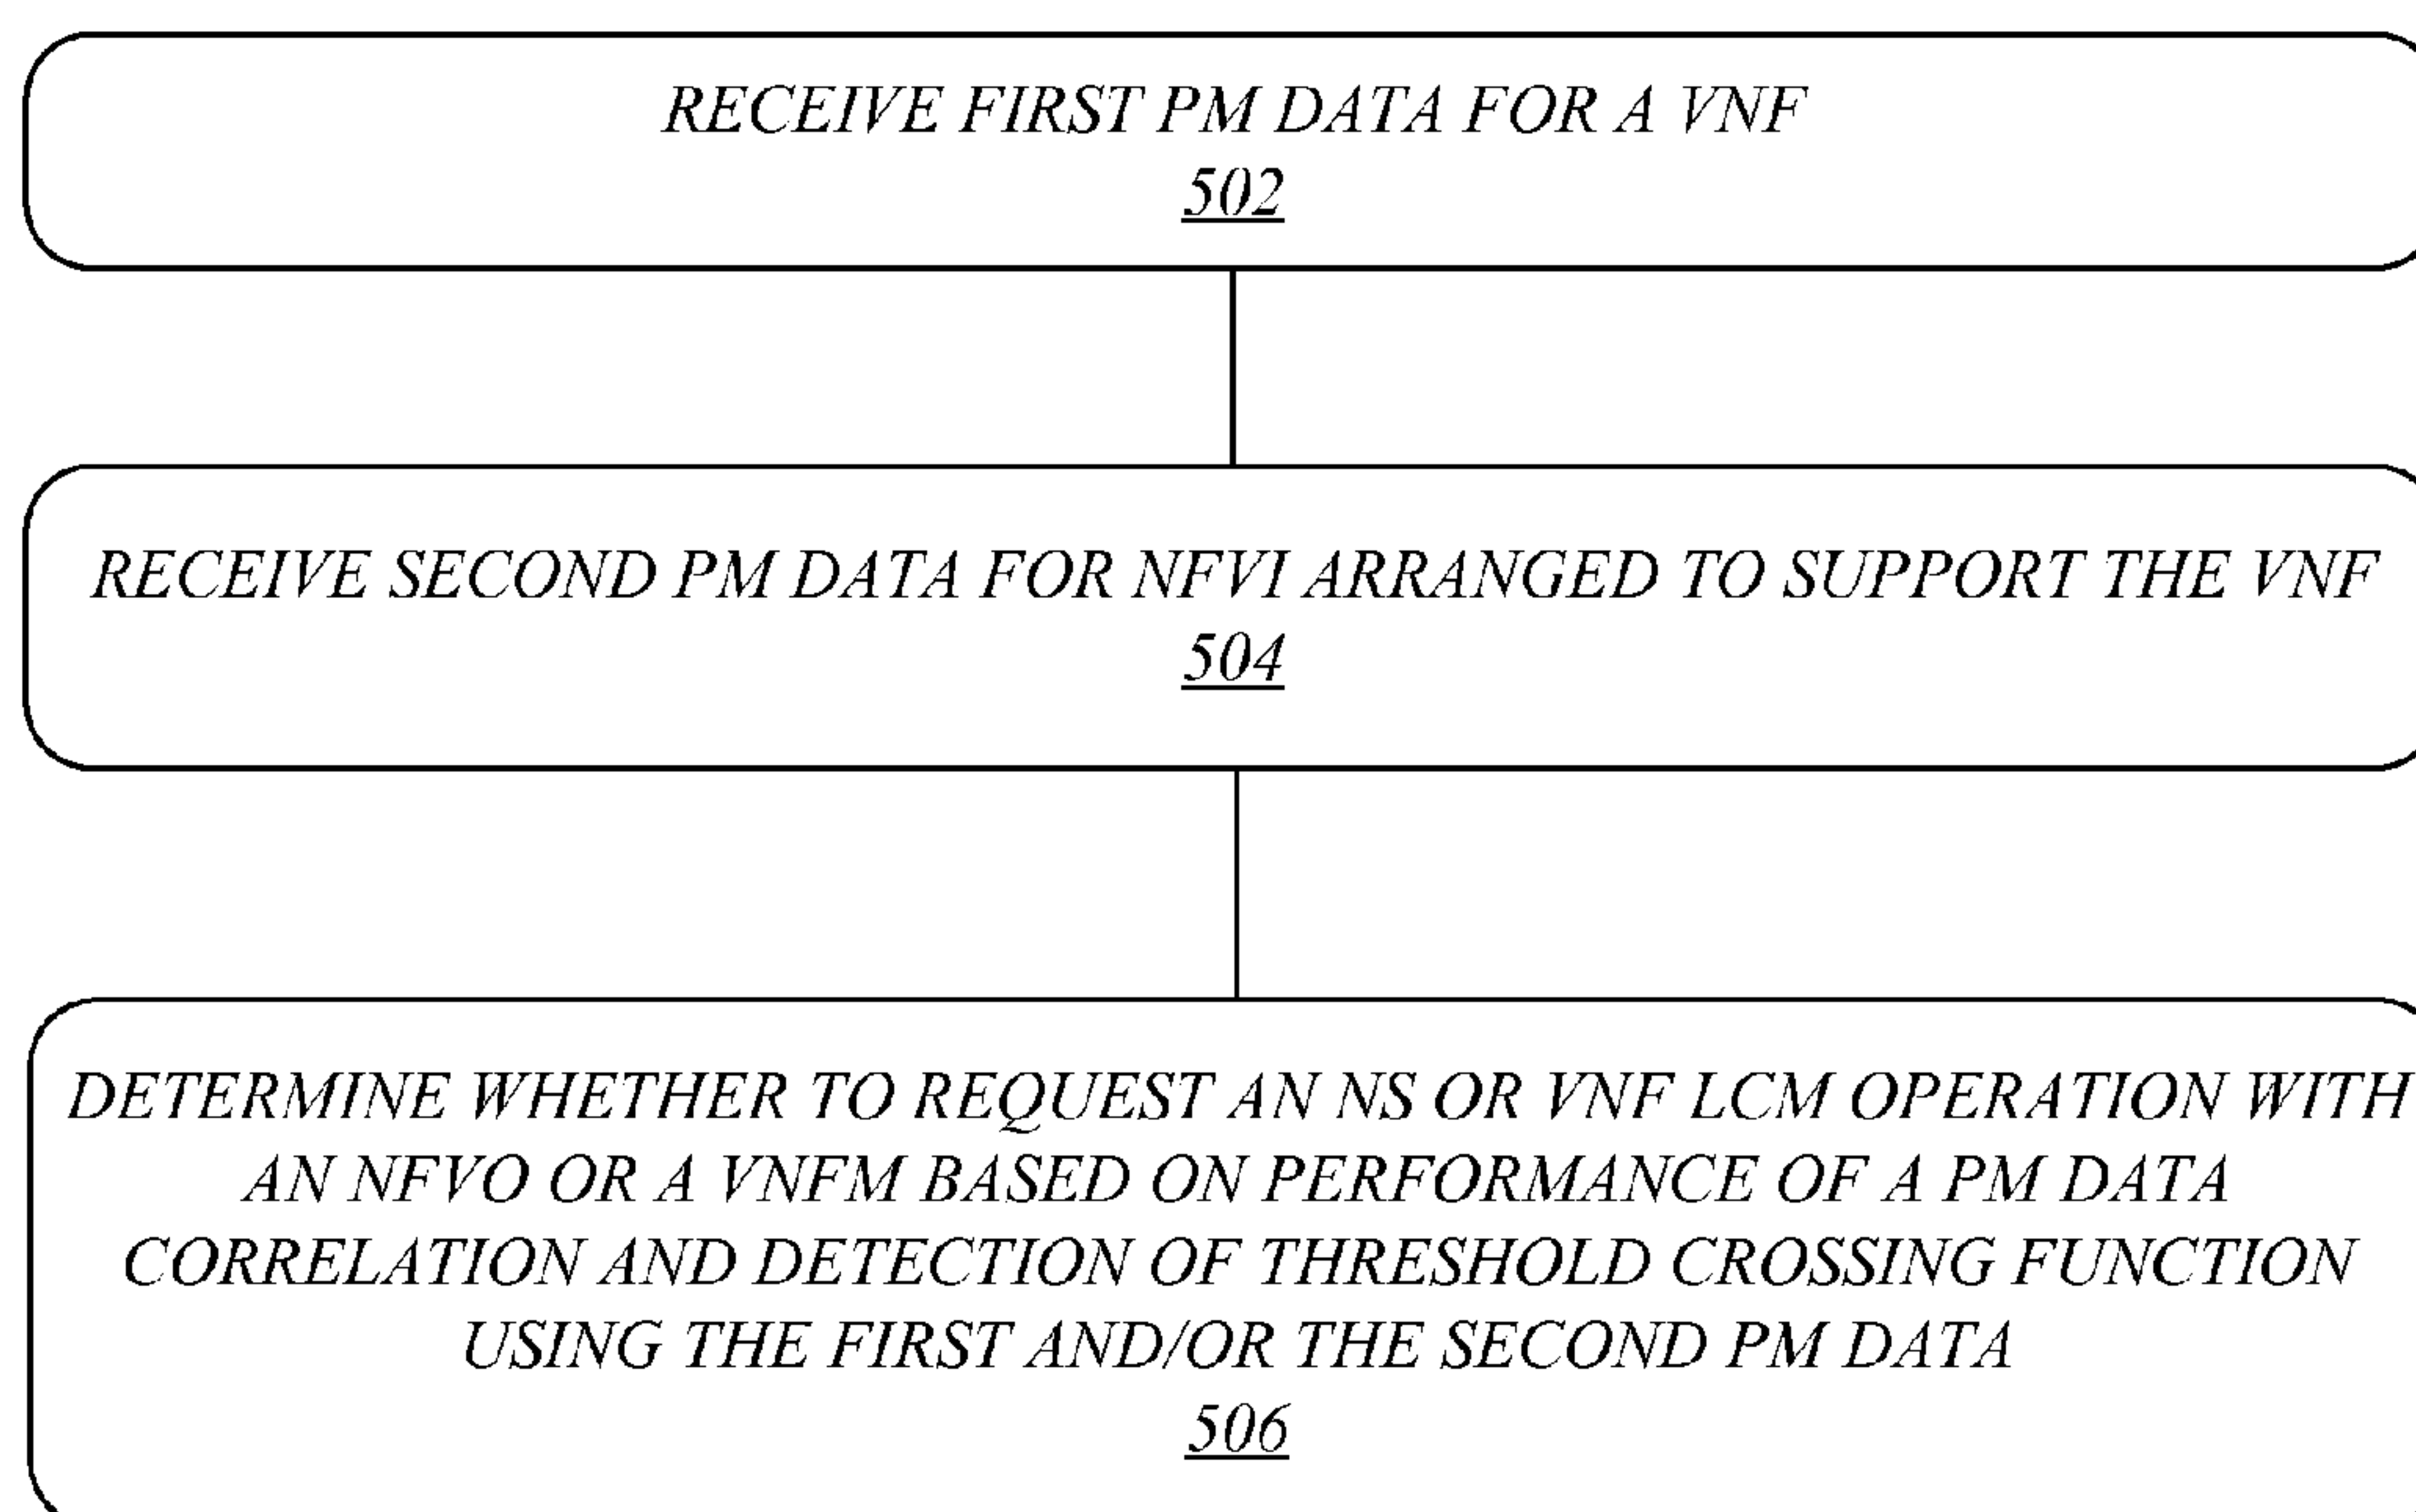 RECEIVE FIRST PM DATA FOR A VNF
502
RECEIVE SECOND PM DATA FOR NFVI ARRANGED TO SUPPORT THE VNF
504
DETERMINE WHETHER TO REQUEST AN NS OR VNF LCM OPERATION WITH
AN NFVO OR A VNFM BASED ON PERFORMANCE OF A PM DATA
CORRELATION AND DETECTION OF THRESHOLD CROSSING FUNCTION
USING THE FIRST AND/OR THE SECOND PM DATA
506